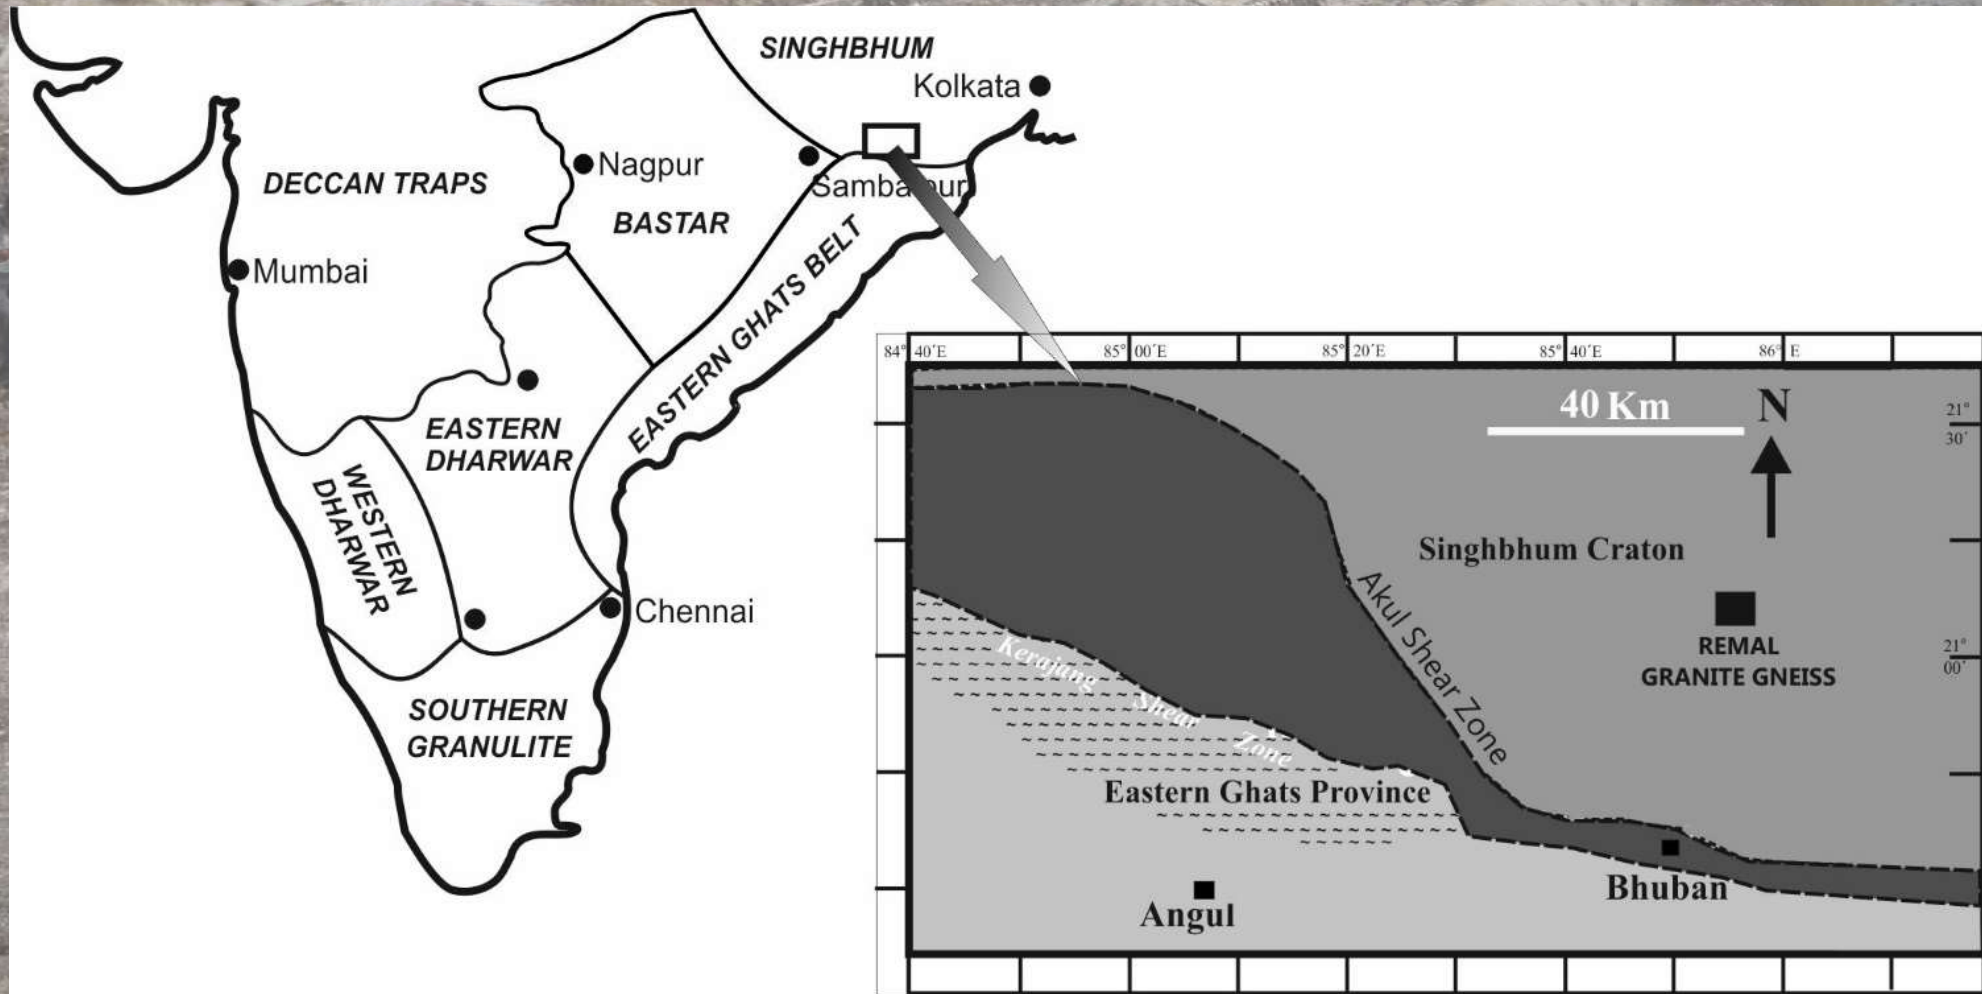 SINGHBHUM
Kolkata
DECCAN TRAPS
Nagpur
Sambalpur
BASTAR
Mumbai
EASTERN GHATS BELT
EASTERN
DHARWAR
WESTERN
DHARWAR
Chennai
SOUTHERN
GRANULITE
84° 40'E
85° 00'E
85° 20'E
85° 40'E
86° E
40 Km
N
21°
30'
Singhbhum Craton
Akul Shear Zone
REMAL
GRANITE GNEISS
21°
00'
Kerajang Shear Zone
Eastern Ghats Province
Bhuban
Angul